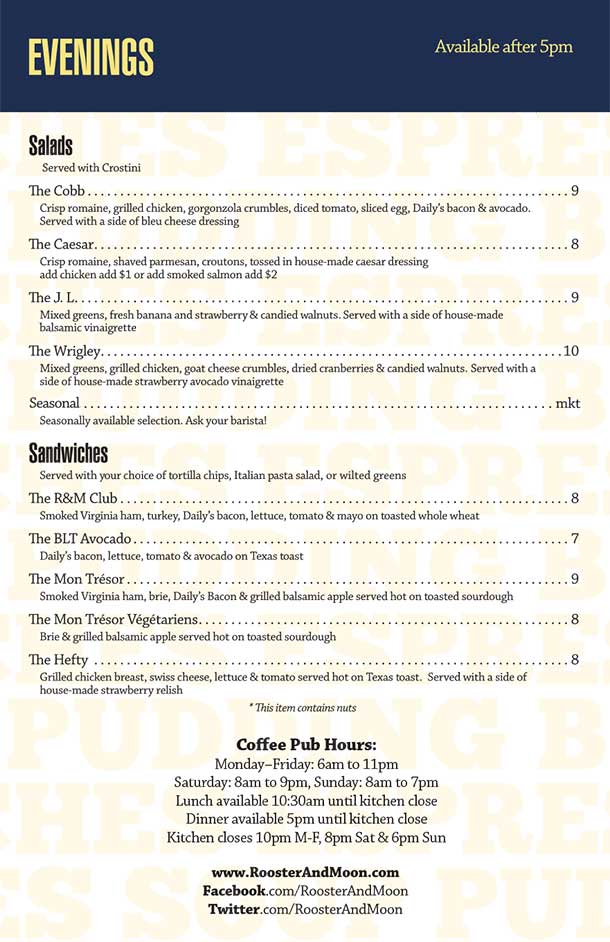 EVENINGS
Available after 5pm
Salads
Served with Crostini
The Cobb . . . . . . . . . . . . . . . . . . . . . . . . . . . . . . . . . . . . . . . . 9
Crisp romaine, grilled chicken, gorgonzola crumbles, diced tomato, sliced egg, Daily's bacon & avocado.
Served with a side of bleu cheese dressing
The Caesar. . . . . . . . . . . . . . . . . . . . . . . . . . . . . . . . . . . . . . . . 8
Crisp romaine, shaved parmesan, croutons, tossed in house-made caesar dressing
add chicken add $1 or add smoked salmon add $2
The J. L. . . . . . . . . . . . . . . . . . . . . . . . . . . . . . . . . . . . . . . . . 9
Mixed greens, fresh banana and strawberry & candied walnuts. Served with a side of house-made
balsamic vinaigrette
The Wrigley. . . . . . . . . . . . . . . . . . . . . . . . . . . . . . . . . . . . . . . .10
Mixed greens, grilled chicken, goat cheese crumbles, dried cranberries & candied walnuts. Served with a
side of house-made strawberry avocado vinaigrette
Seasonal . . . . . . . . . . . . . . . . . . . . . . . . . . . . . . . . . . . . . . . . mkt
Seasonally available selection. Ask your barista!
Sandwiches
Served with your choice of tortilla chips, Italian pasta salad, or wilted greens
The R&M Club . . . . . . . . . . . . . . . . . . . . . . . . . . . . . . . . . . . . . . . . 8
Smoked Virginia ham, turkey, Daily's bacon, lettuce, tomato & mayo on toasted whole wheat
The BLT Avocado . . . . . . . . . . . . . . . . . . . . . . . . . . . . . . . . . . . . . . . . 7
Daily's bacon, lettuce, tomato & avocado on Texas toast
The Mon Trésor . . . . . . . . . . . . . . . . . . . . . . . . . . . . . . . . . . . . . . . . 9
Smoked Virginia ham, brie, Daily's Bacon & grilled balsamic apple served hot on toasted sourdough
The Mon Trésor Végétariens. . . . . . . . . . . . . . . . . . . . . . . . . . . . . . . . . . . . . . . . 8
Brie & grilled balsamic apple served hot on toasted sourdough
The Hefty . . . . . . . . . . . . . . . . . . . . . . . . . . . . . . . . . . . . . . . . 8
Grilled chicken breast, swiss cheese, lettuce & tomato served hot on Texas toast. Served with a side of
house-made strawberry relish
* This item contains nuts
Coffee Pub Hours:
Monday–Friday: 6am to 11pm
Saturday: 8am to 9pm, Sunday: 8am to 7pm
Lunch available 10:30am until kitchen close
Dinner available 5pm until kitchen close
Kitchen closes 10pm M-F, 8pm Sat & 6pm Sun
www.RoosterAndMoon.com
Facebook.com/RoosterAndMoon
Twitter.com/RoosterAndMoon